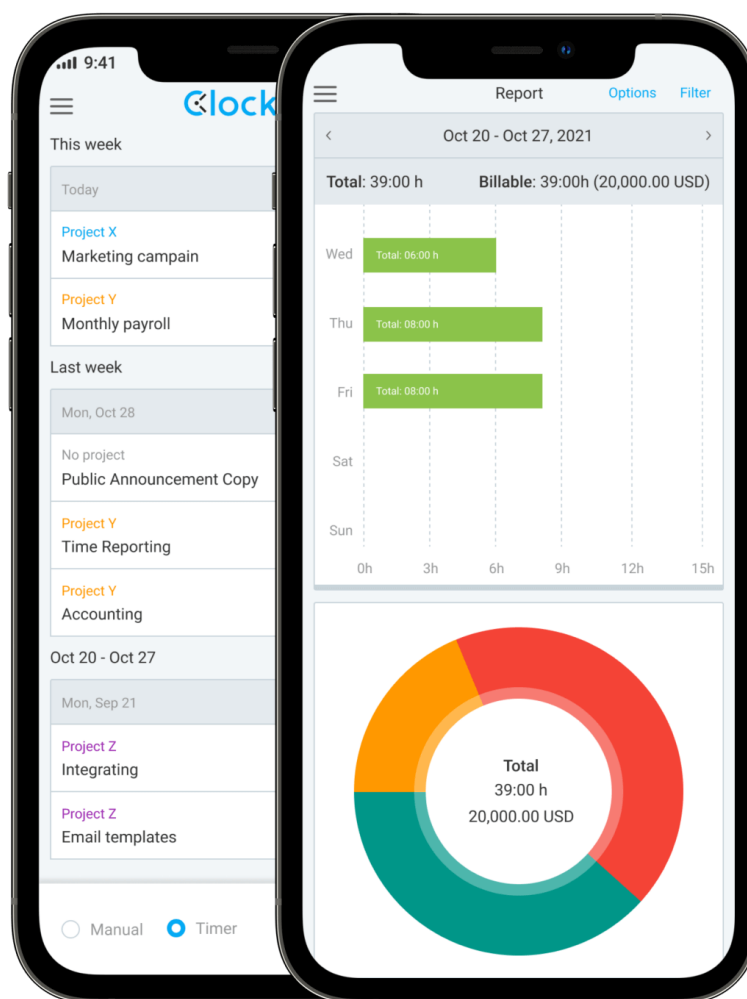 9:41
Clock
This week
Today
Project X
Marketing campain
Project Y
Monthly payroll
Last week
Mon, Oct 28
No project
Public Announcement Copy
Project Y
Time Reporting
Project Y
Accounting
Oct 20 - Oct 27
Mon, Sep 21
Project Z
Integrating
Project Z
Email templates
Manual Timer
Report Options Filter
Oct 20 - Oct 27, 2021
Total: 39:00 h Billable: 39:00h (20,000.00 USD)
Wed Total: 06:00 h
Thu Total: 08:00 h
Fri Total: 08:00 h
Sat
Sun
0h 3h 6h 9h 12h 15h
Total
39:00 h
20,000.00 USD